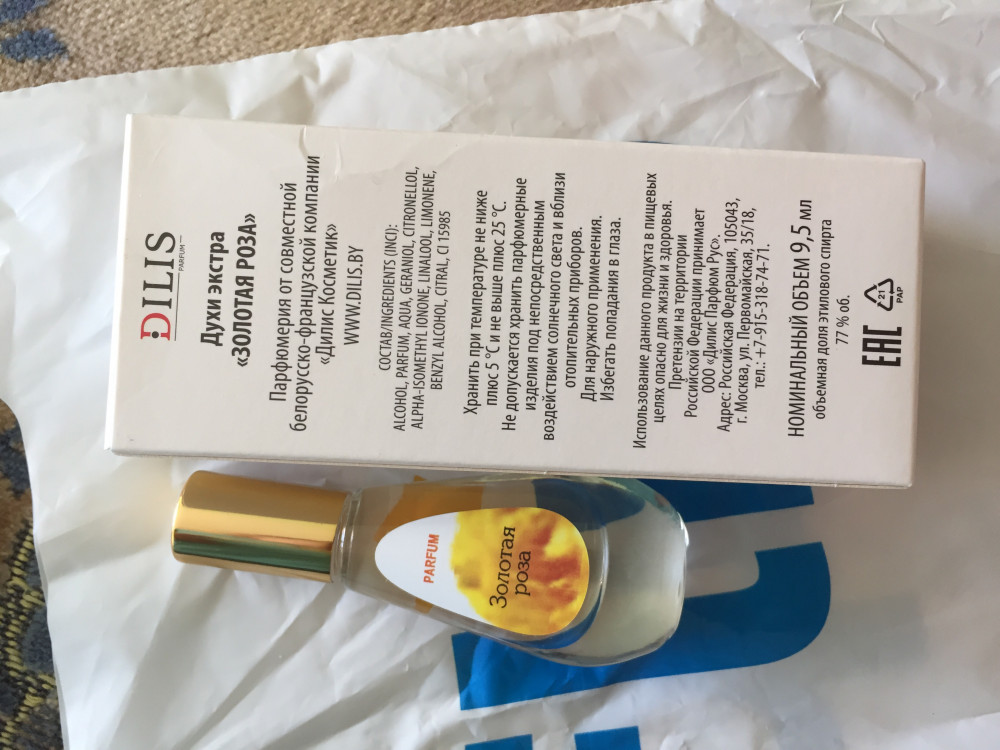 DILIS
PARFUM
Духи экстра
«ЗОЛОТАЯ РОЗА»
Парфюмерия от совместной
белорусско-французской компании
«Дилис Косметик»
WWW.DILIS.BY
СОСТАВ/INGREDIENTS (INCI):
ALCOHOL, PARFUM, AQUA, GERANIOL, CITRONELLOL,
ALPHA-ISOMETHYL IONONE, LINALOOL, LIMONENE,
BENZYL ALCOHOL, CITRAL, CI 15985
Хранить при температуре не ниже
плюс 5 °C и не выше плюс 25 °C.
Не допускается хранить парфюмерные
изделия под непосредственным
воздействием солнечного света и вблизи
отопительных приборов.
Для наружного применения.
Избегать попадания в глаза.
Использование данного продукта в пищевых
целях опасно для жизни и здоровья.
Претензии на территории
Российской Федерации принимает
ООО «Дилис Парфюм Рус».
Адрес: Российская Федерация, 105043,
г. Москва, ул. Первомайская, 35/18,
тел.: +7-915-318-74-71.
НОМИНАЛЬНЫЙ ОБЪЕМ 9,5 мл
объемная доля этилового спирта
77 % об.
EAC
21
PAP
PARFUM
Золотая
роза